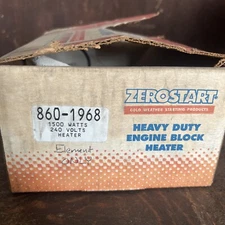 ZEROSTART
COLD WEATHER STARTING PRODUCTS
860-1968
1500 WATTS
240 VOLTS
HEATER
HEAVY DUTY
ENGINE BLOCK
HEATER
Element